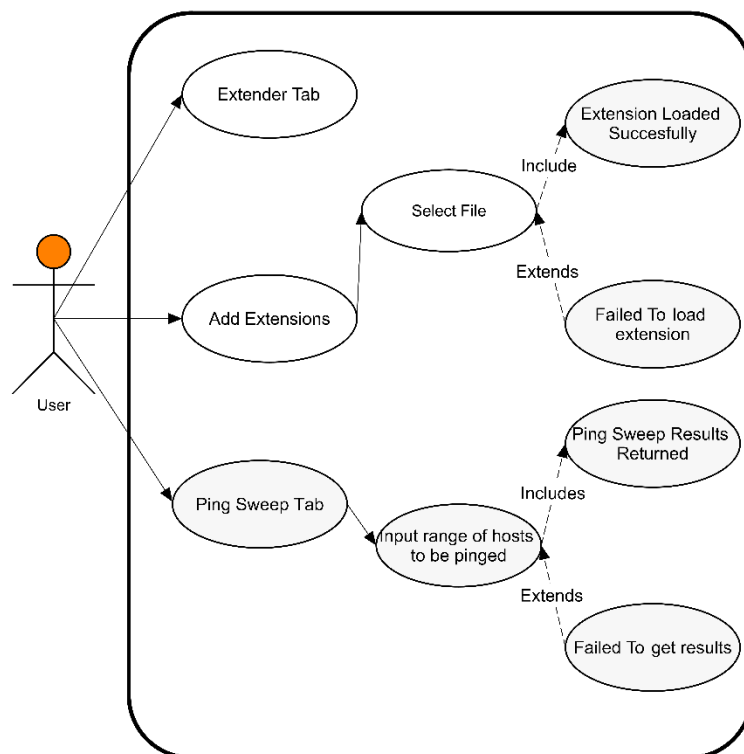 Extender Tab
Extension Loaded
Succesfully
Include
Select File
Extends
Add Extensions
Failed To load
extension
User
Ping Sweep Results
Returned
Ping Sweep Tab
Includes
Input range of hosts
to be pinged
Extends
Failed To get results